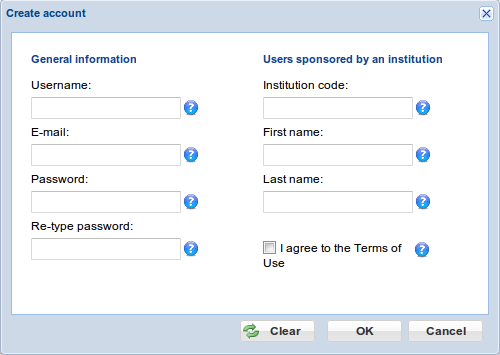 Create account
General information
Username:
E-mail:
Password:
Re-type password:
Users sponsored by an institution
Institution code:
First name:
Last name:
I agree to the Terms of
Use
Clear
OK
Cancel